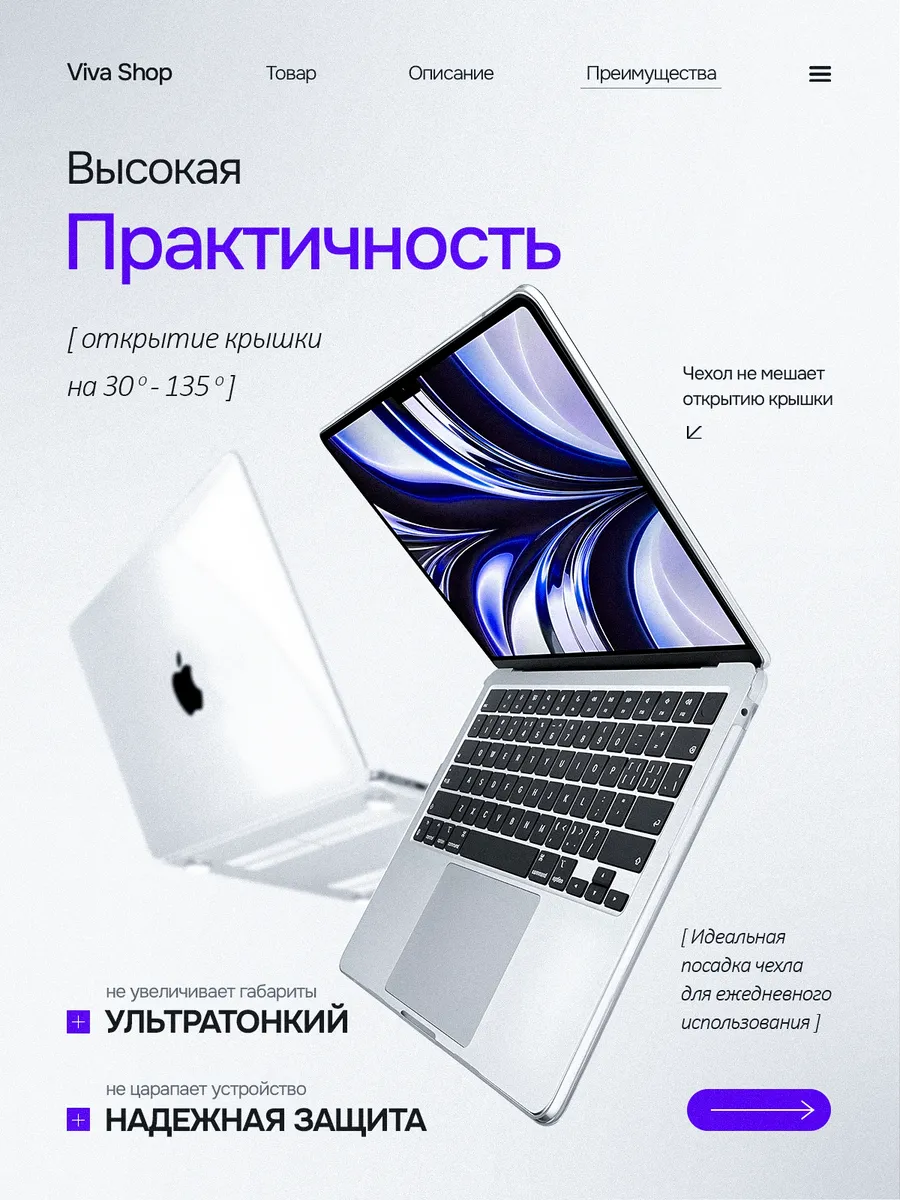 Viva Shop
Товар
Описание
Преимущества
Высокая
Практичность
[ открытие крышки
на 30° - 135° ]
Чехол не мешает
открытию крышки
не увеличивает габариты
УЛЬТРАТОНКИЙ
не царапает устройство
НАДЕЖНАЯ ЗАЩИТА
[ Идеальная
посадка чехла
для ежедневного
использования ]